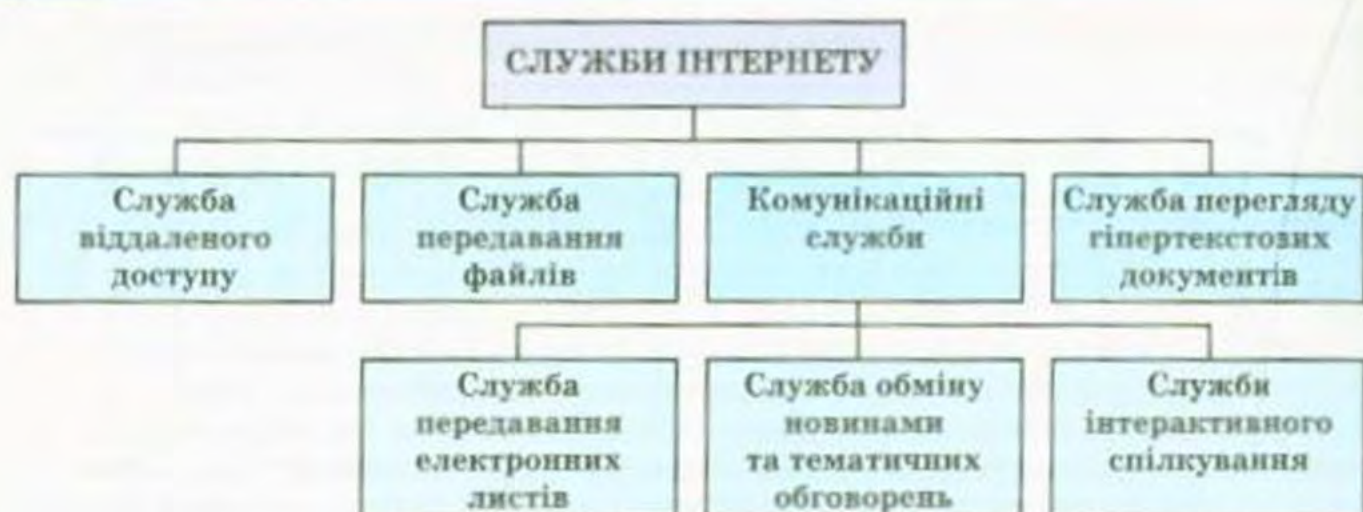 СЛУЖБИ ІНТЕРНЕТУ
Служба
віддаленого
доступу
Служба
передавання
файлів
Комунікаційні
служби
Служба перегляду
гіпертекстових
документів
Служба
передавання
електронних
листів
Служба обміну
новинами
та тематичних
обговорень
Служби
інтерактивного
спілкування